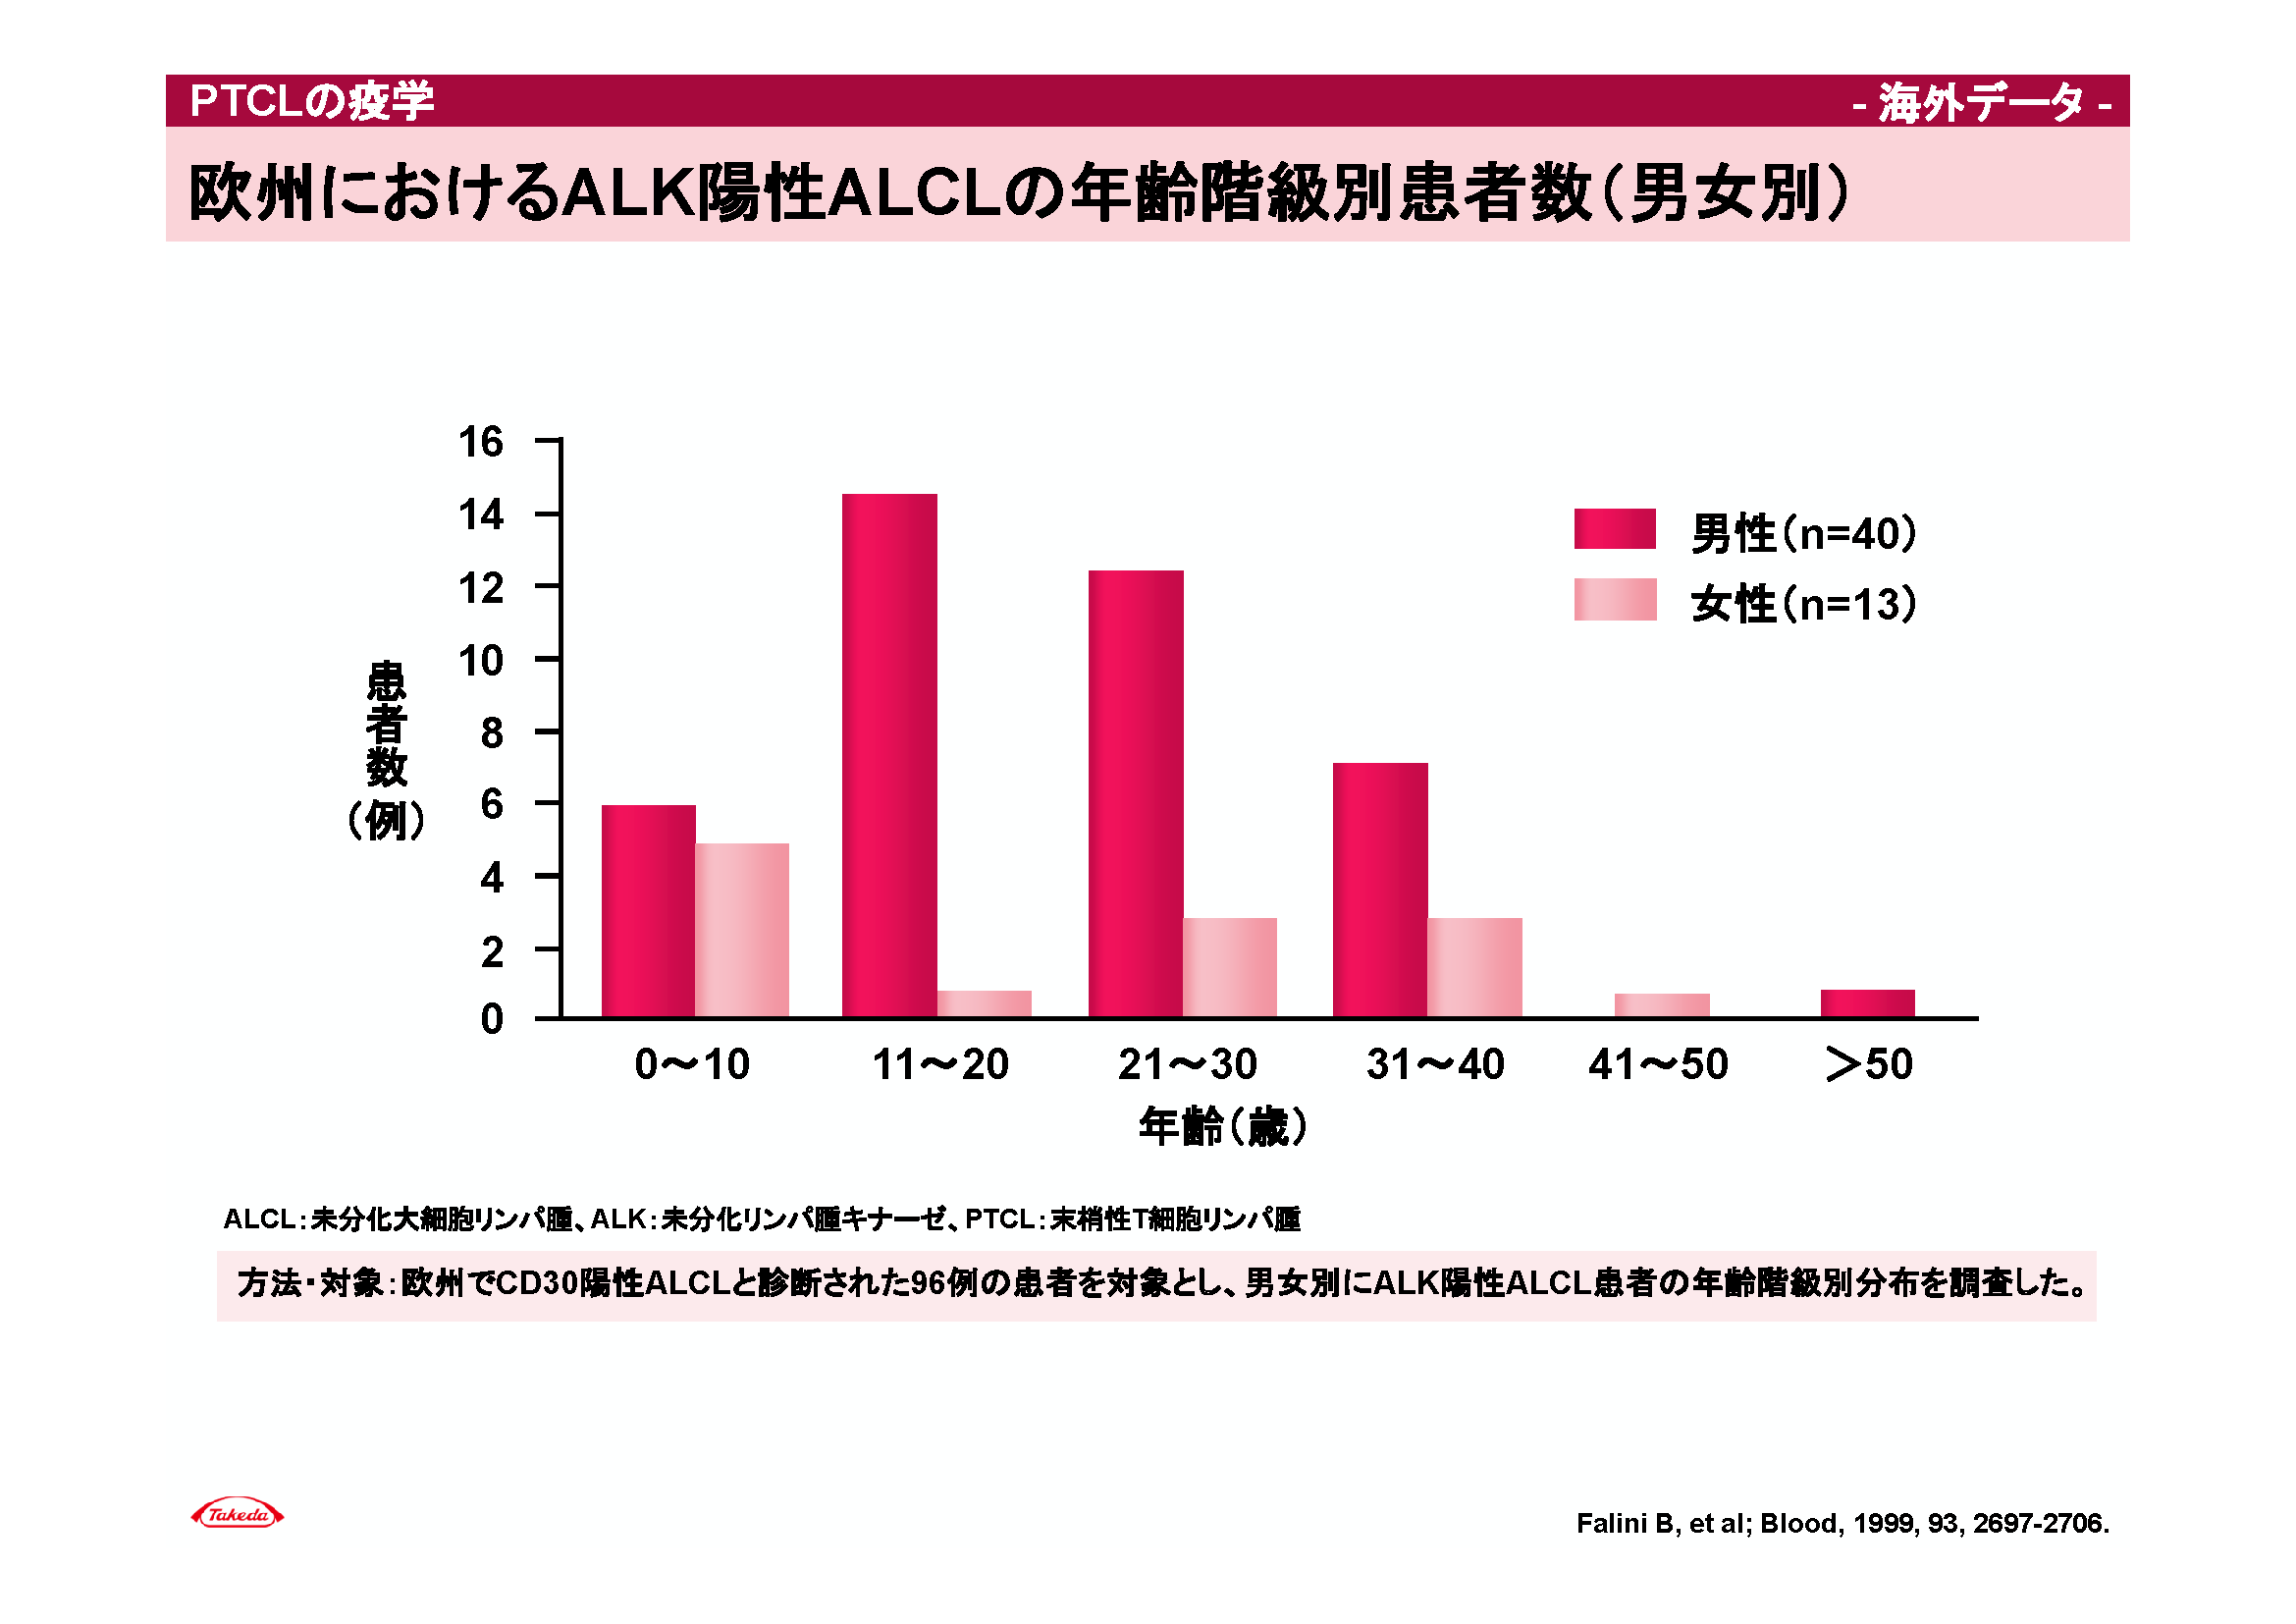 PTCLの疫学
- 海外データ -
欧州におけるALK陽性ALCLの年齢階級別患者数（男女別）
16
14
12
10
8
6
4
2
0
患者数
（例）
男性（n=40）
女性（n=13）
0～10
11～20
21～30
31～40
41～50
＞50
年齢（歳）
ALCL：未分化大細胞リンパ腫、ALK：未分化リンパ腫キナーゼ、PTCL：末梢性T細胞リンパ腫
方法・対象：欧州でCD30陽性ALCLと診断された96例の患者を対象とし、男女別にALK陽性ALCL患者の年齢階級別分布を調査した。
Takeda
Falini B, et al; Blood, 1999, 93, 2697-2706.